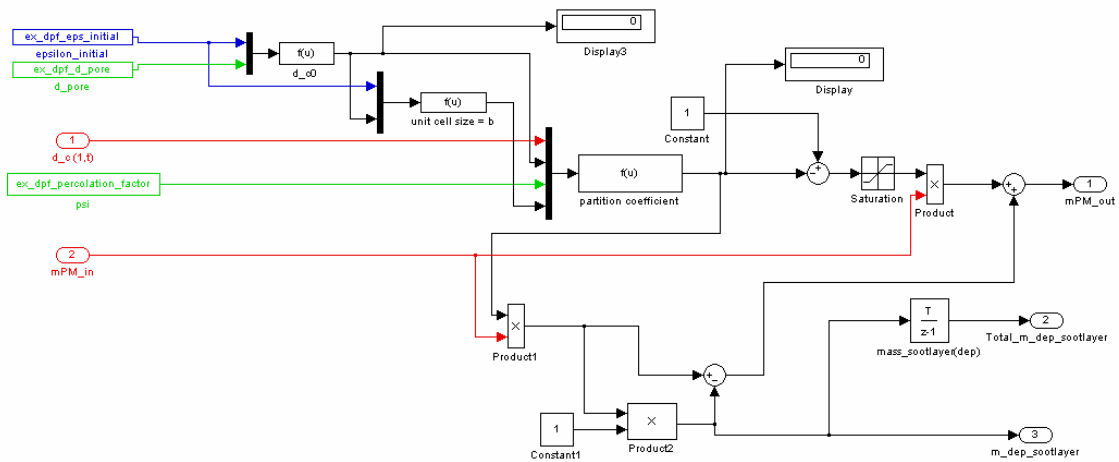 ex_dpf_eps_initial
epsilon_initial
ex_dpf_d_pore
d_pore
f(u)
d_c0
0
Display3
f(u)
unit cell size = b
0
Display
1
Constant
1
d_c (1,t)
ex_dpf_percolation_factor
psi
f(u)
partition coefficient
Saturation
×
Product
1
mPM_out
2
mPM_in
×
Product1
T
z-1
mass_sootlayer(dep)
2
Total_m_dep_sootlayer
1
Constant1
×
Product2
3
m_dep_sootlayer